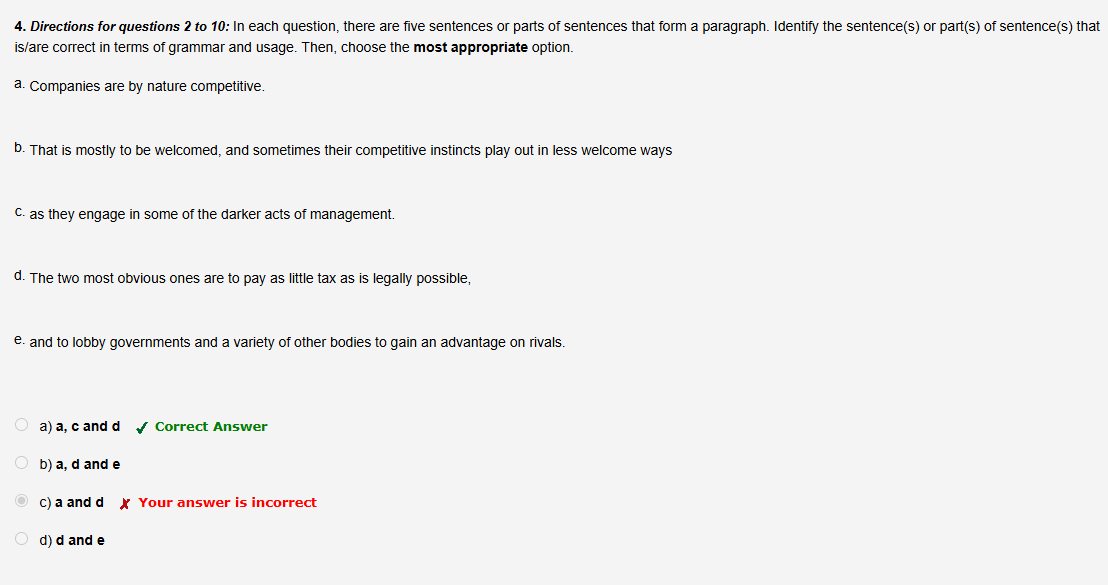 4. Directions for questions 2 to 10: In each question, there are five sentences or parts of sentences that form a paragraph. Identify the sentence(s) or part(s) of sentence(s) that
is/are correct in terms of grammar and usage. Then, choose the most appropriate option.
a. Companies are by nature competitive.
b. That is mostly to be welcomed, and sometimes their competitive instincts play out in less welcome ways
c. as they engage in some of the darker acts of management.
d. The two most obvious ones are to pay as little tax as is legally possible,
e. and to lobby governments and a variety of other bodies to gain an advantage on rivals.
a) a, c and d ✓ Correct Answer
b) a, d and e
c) a and d ✗ Your answer is incorrect
d) d and e